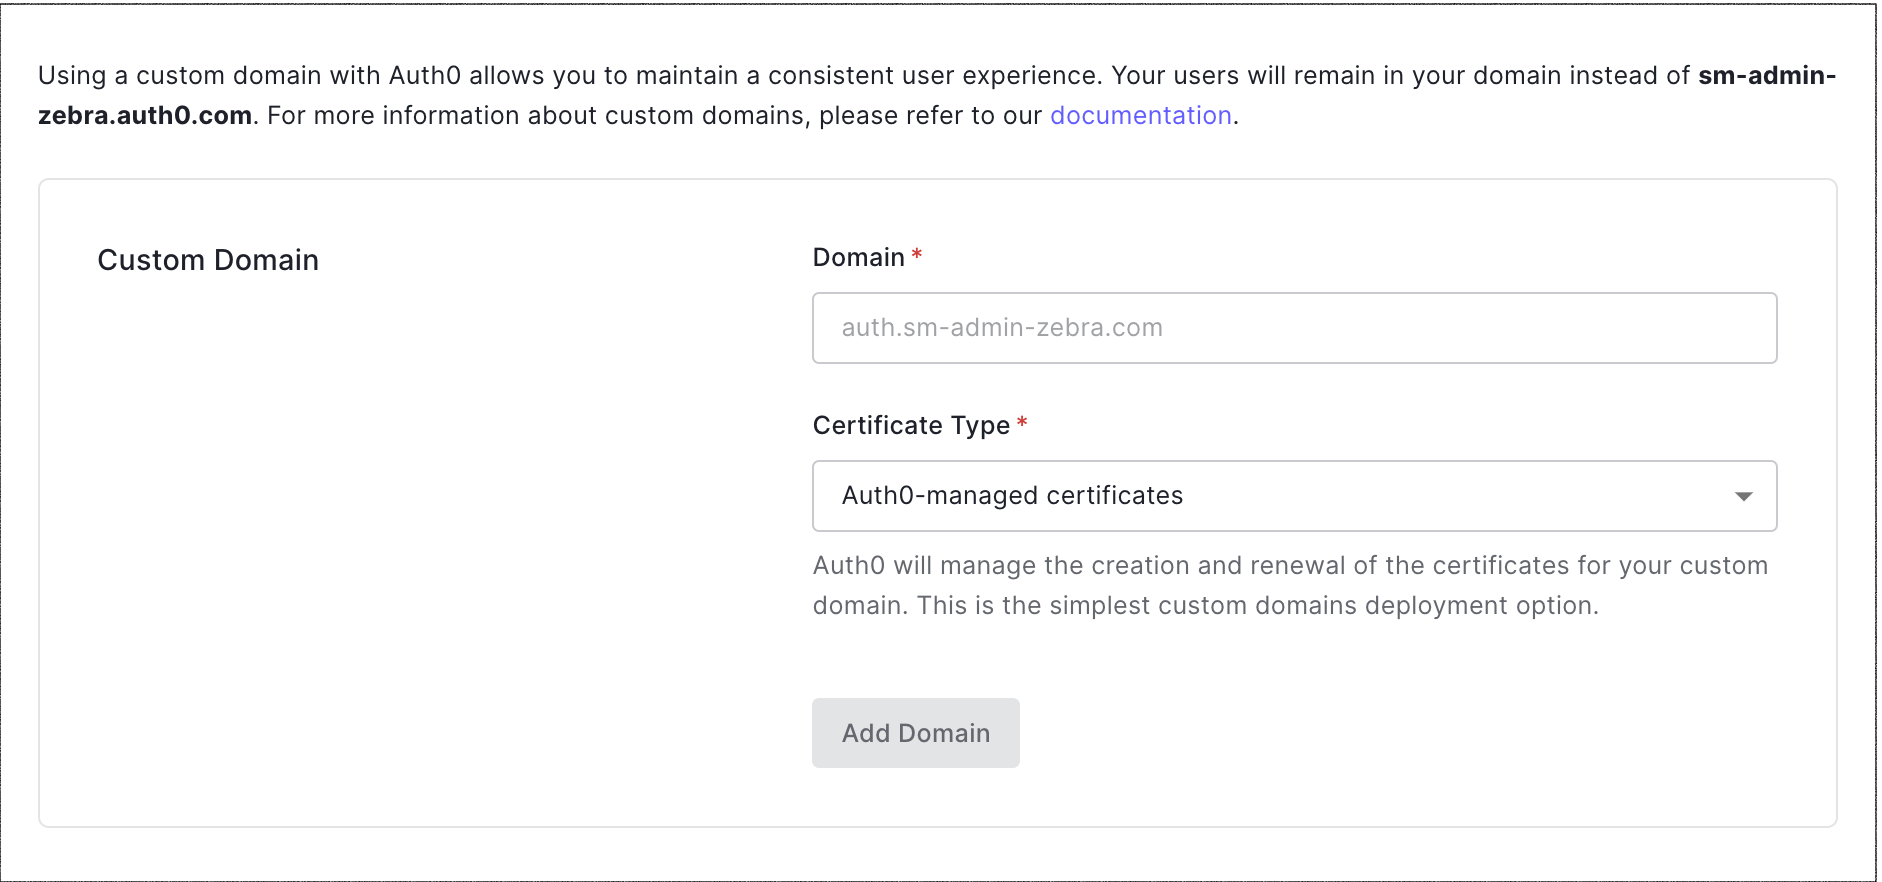 Using a custom domain with Auth0 allows you to maintain a consistent user experience. Your users will remain in your domain instead of sm-admin-
zebra.auth0.com. For more information about custom domains, please refer to our documentation.
Custom Domain
Domain *
auth.sm-admin-zebra.com
Certificate Type *
Auth0-managed certificates
Auth0 will manage the creation and renewal of the certificates for your custom
domain. This is the simplest custom domains deployment option.
Add Domain